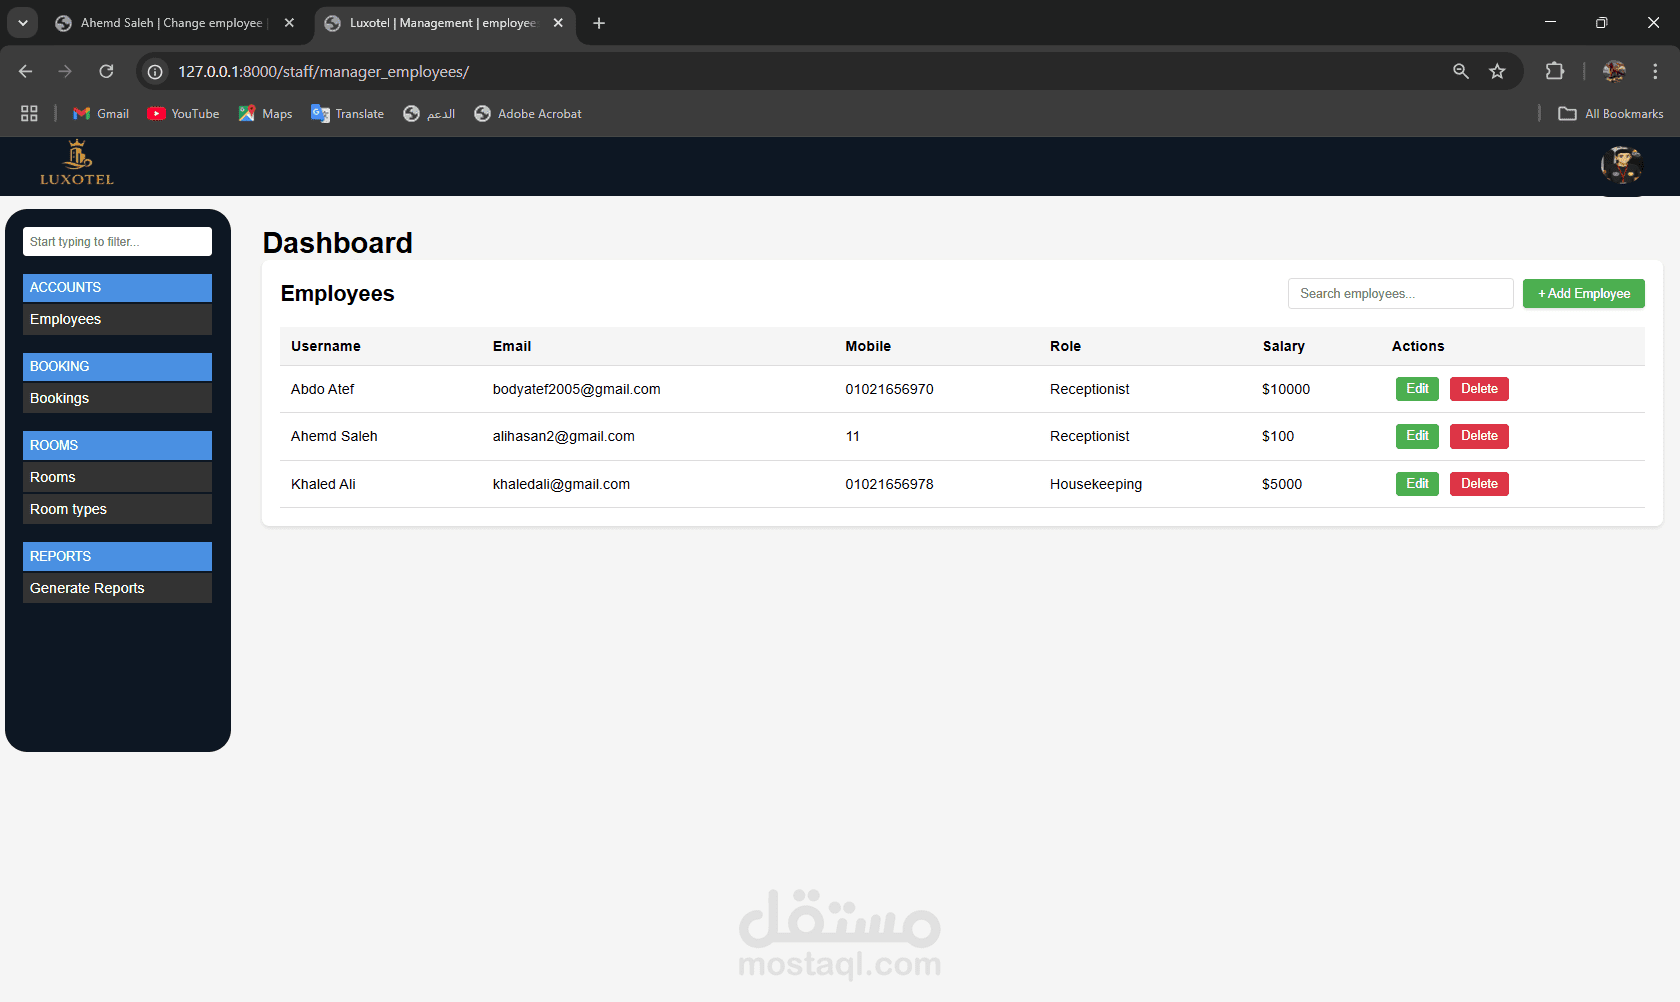 Ahemd Saleh | Change employee |
Luxotel | Management | employees
127.0.0.1:8000/staff/manager_employees/
Gmail
YouTube
Maps
Translate
الدعم
Adobe Acrobat
All Bookmarks
LUXOTEL
Start typing to filter...
ACCOUNTS
Employees
BOOKING
Bookings
ROOMS
Rooms
Room types
REPORTS
Generate Reports
Dashboard
Employees
Search employees...
+ Add Employee
Username Email Mobile Role Salary Actions
Abdo Atef bodyatef2005@gmail.com 01021656970 Receptionist $10000 Edit Delete
Ahemd Saleh alihasan2@gmail.com 11 Receptionist $100 Edit Delete
Khaled Ali khaledali@gmail.com 01021656978 Housekeeping $5000 Edit Delete
مستقل
mostaql.com